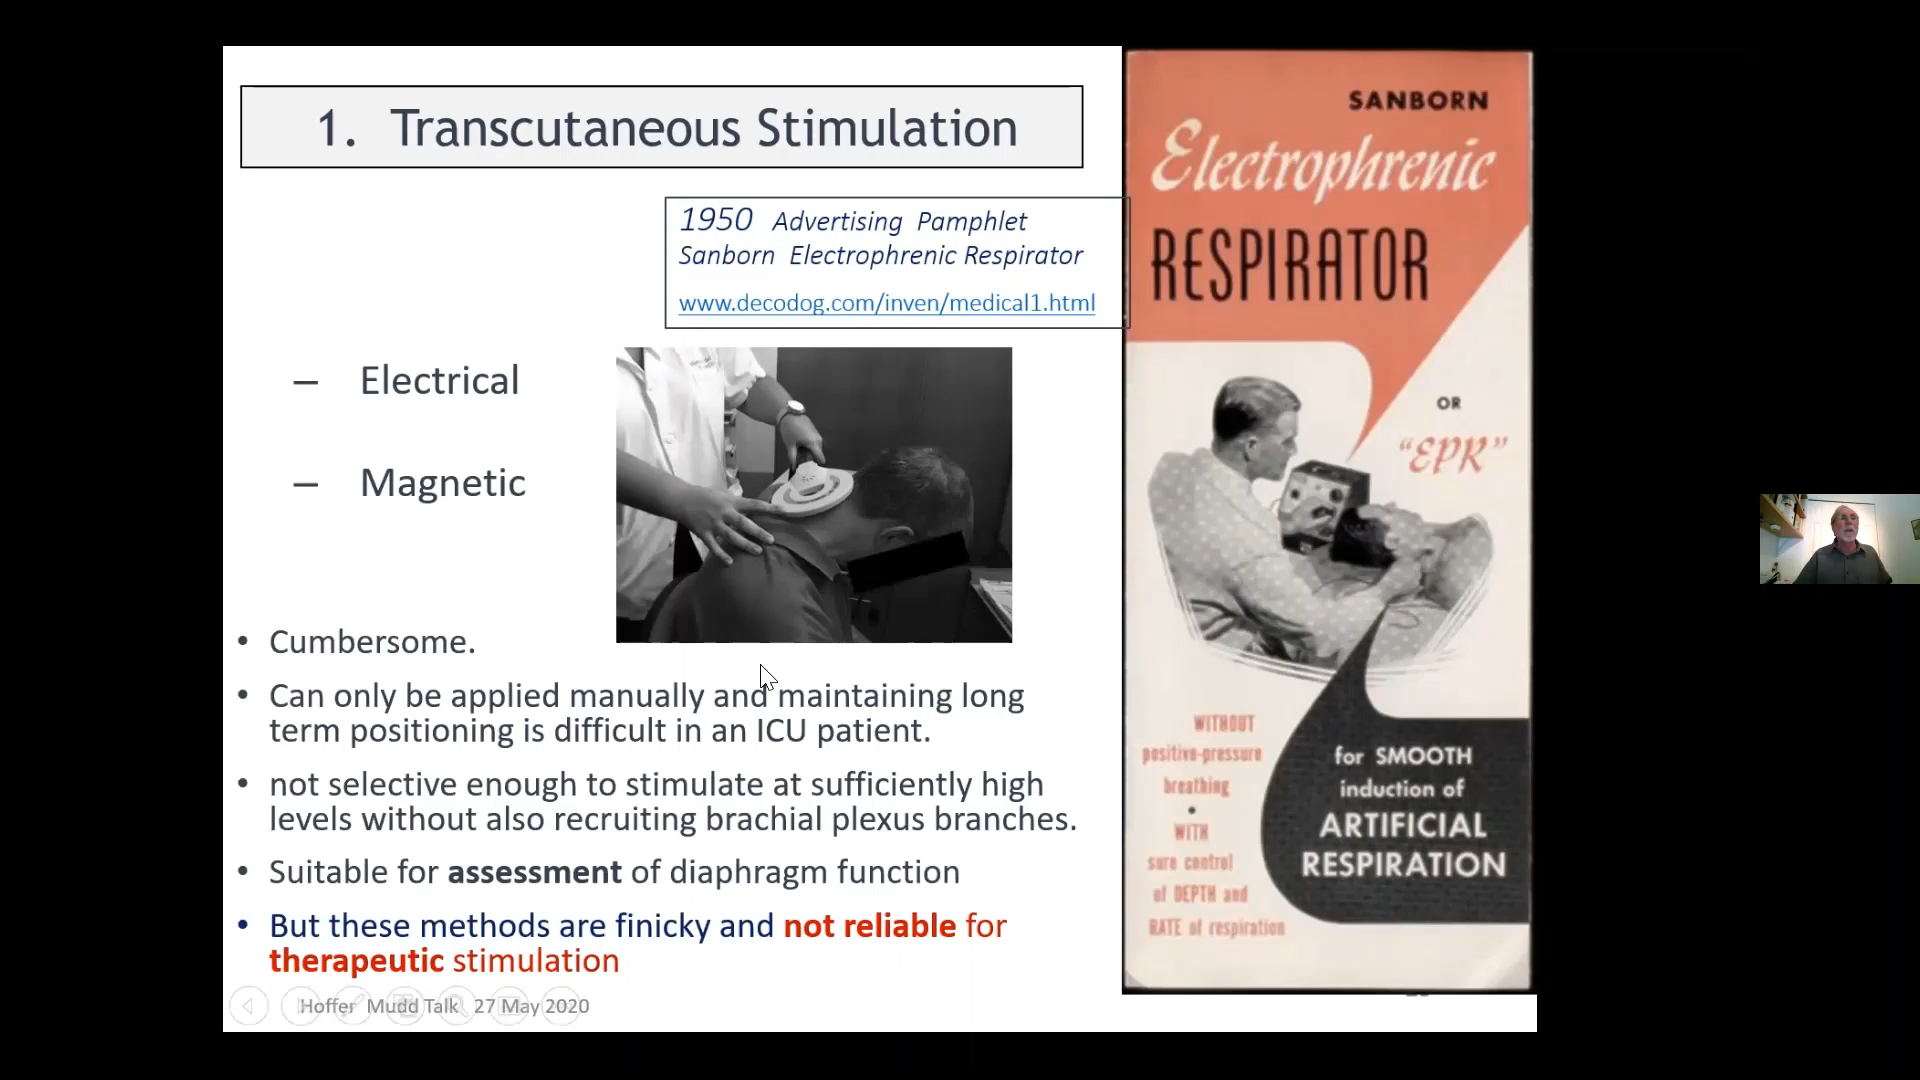 1. Transcutaneous Stimulation
1950 Advertising Pamphlet
Sanborn Electrophrenic Respirator
www.decodog.com/inven/medical1.html
– Electrical
– Magnetic
• Cumbersome.
• Can only be applied manually and maintaining long
term positioning is difficult in an ICU patient.
• not selective enough to stimulate at sufficiently high
levels without also recruiting brachial plexus branches.
• Suitable for assessment of diaphragm function
• But these methods are finicky and not reliable for
therapeutic stimulation
Hoffer Mudd Talk 27 May 2020
SANBORN
Electrophrenic
RESPIRATOR
OR
"EPR"
WITHOUT
positive-pressure
breathing
•
WITH
sure control
of DEPTH and
RATE of respiration
for SMOOTH
induction of
ARTIFICIAL
RESPIRATION